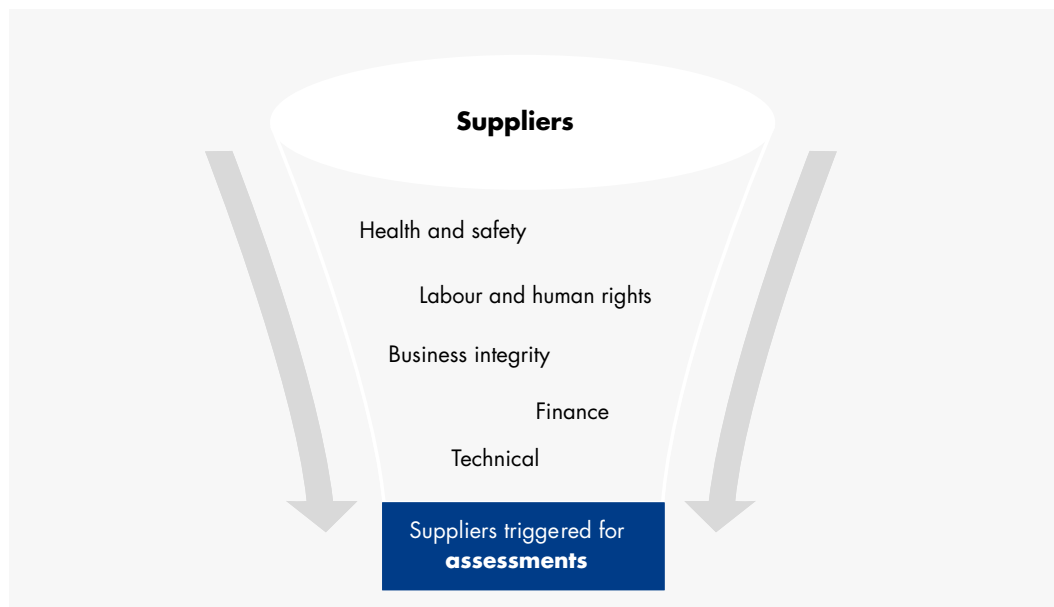 Suppliers
Health and safety
Labour and human rights
Business integrity
Finance
Technical
Suppliers triggered for
assessments